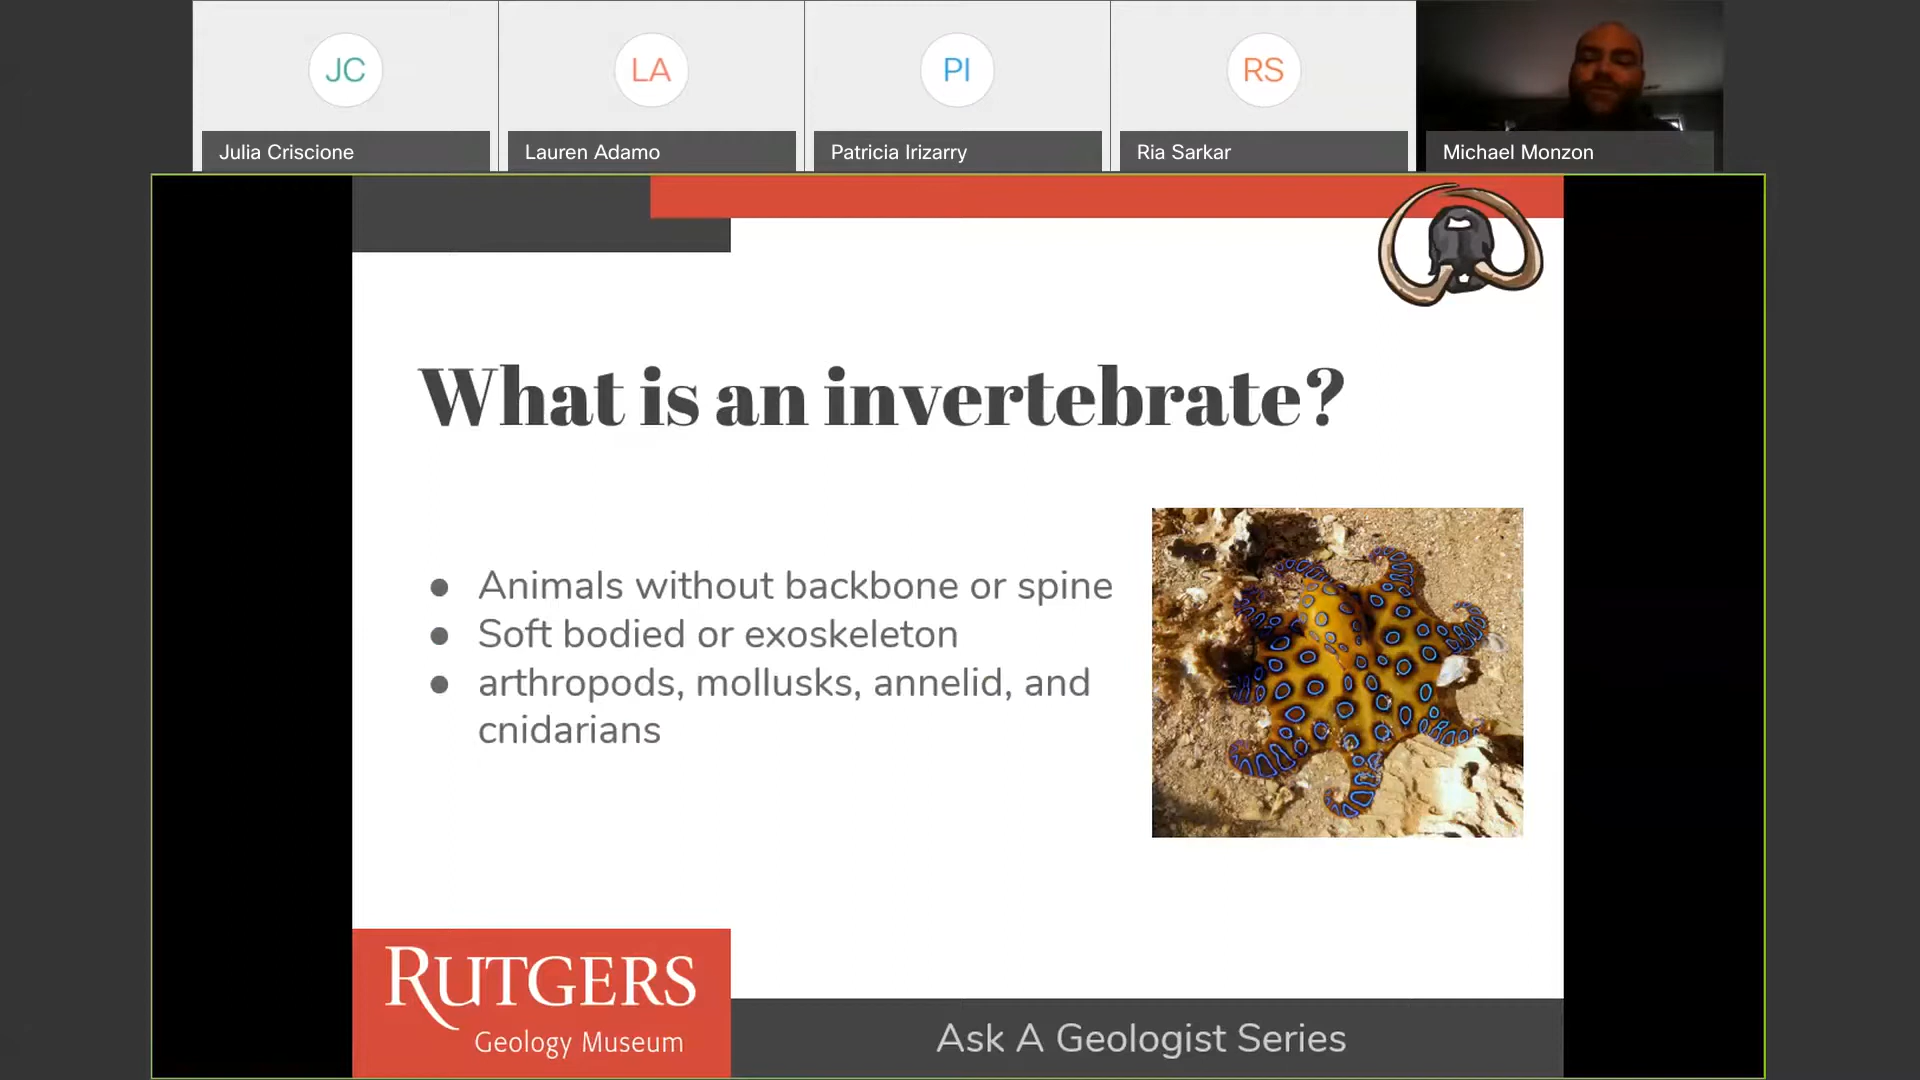 JC
LA
PI
RS
Julia Criscione
Lauren Adamo
Patricia Irizarry
Ria Sarkar
Michael Monzon
What is an invertebrate?
● Animals without backbone or spine
● Soft bodied or exoskeleton
● arthropods, mollusks, annelid, and
cnidarians
RUTGERS
Geology Museum
Ask A Geologist Series